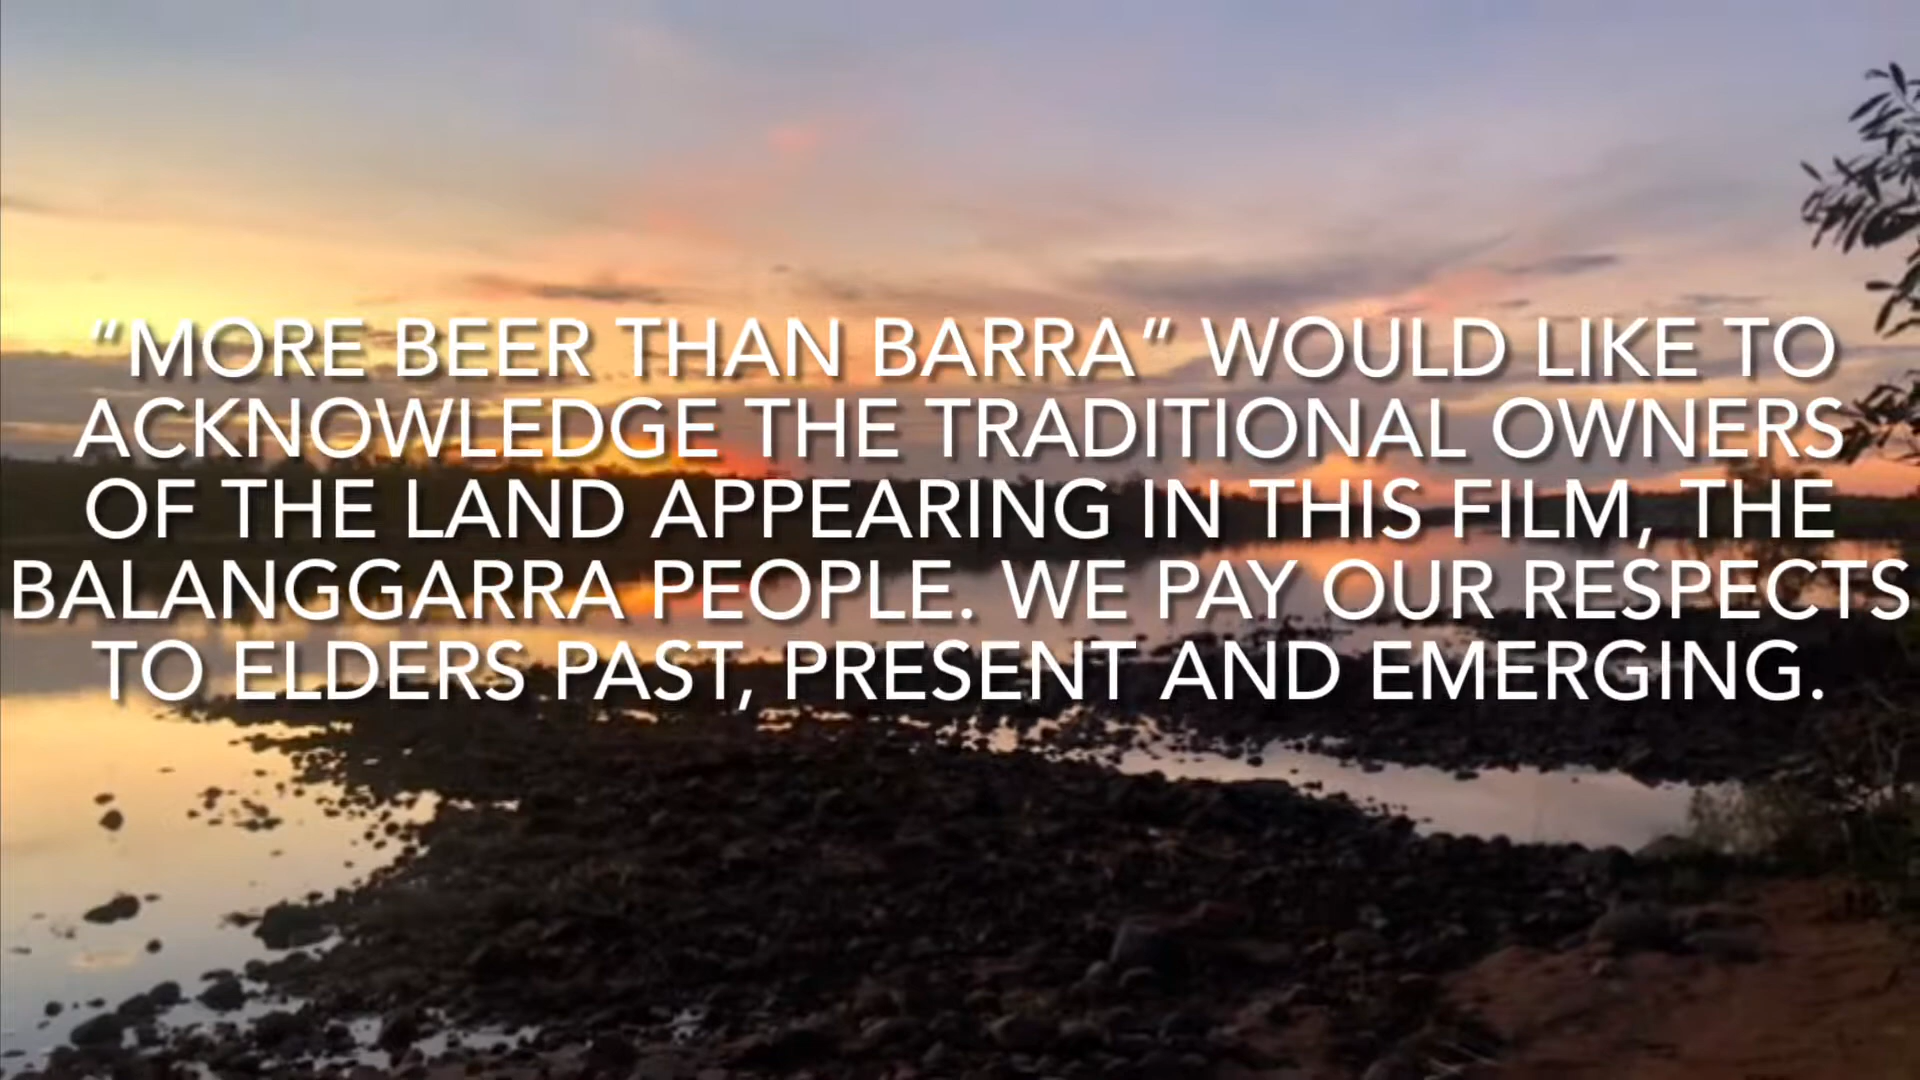 “MORE BEER THAN BARRA” WOULD LIKE TO
ACKNOWLEDGE THE TRADITIONAL OWNERS
OF THE LAND APPEARING IN THIS FILM, THE
BALANGGARRA PEOPLE. WE PAY OUR RESPECTS
TO ELDERS PAST, PRESENT AND EMERGING.